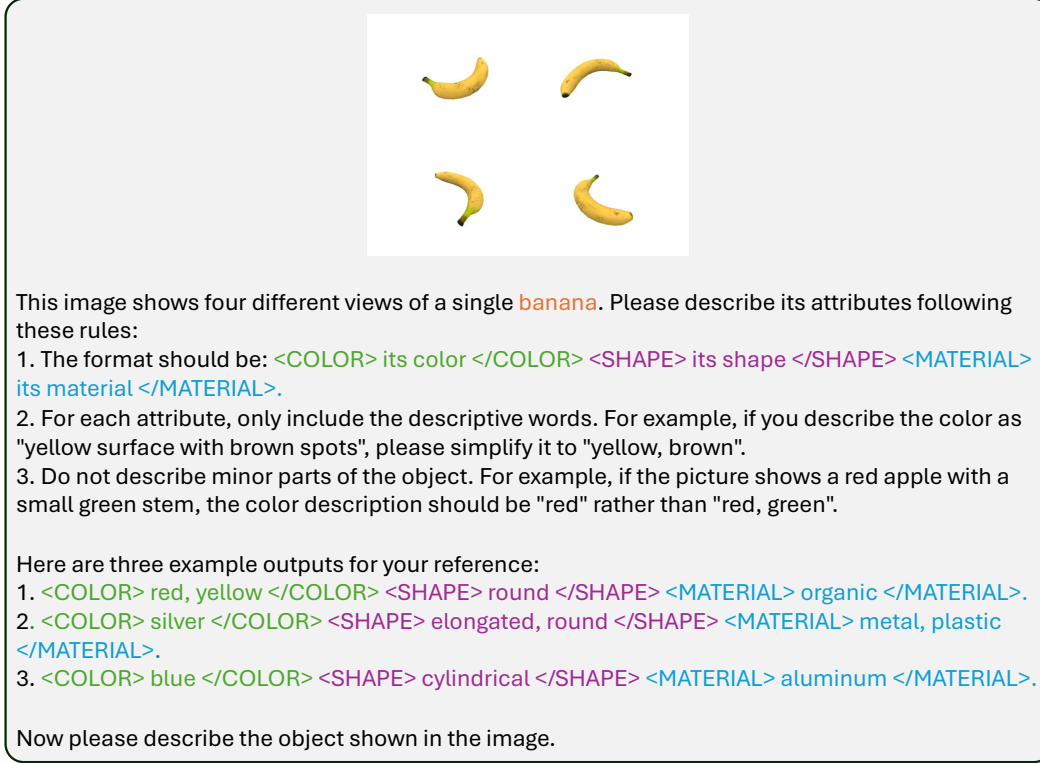 This image shows four different views of a single banana. Please describe its attributes following
these rules:
1. The format should be: <COLOR> its color </COLOR> <SHAPE> its shape </SHAPE> <MATERIAL>
its material </MATERIAL>.
2. For each attribute, only include the descriptive words. For example, if you describe the color as
"yellow surface with brown spots", please simplify it to "yellow, brown".
3. Do not describe minor parts of the object. For example, if the picture shows a red apple with a
small green stem, the color description should be "red" rather than "red, green".
Here are three example outputs for your reference:
1. <COLOR> red, yellow </COLOR> <SHAPE> round </SHAPE> <MATERIAL> organic </MATERIAL>.
2. <COLOR> silver </COLOR> <SHAPE> elongated, round </SHAPE> <MATERIAL> metal, plastic
</MATERIAL>.
3. <COLOR> blue </COLOR> <SHAPE> cylindrical </SHAPE> <MATERIAL> aluminum </MATERIAL>.
Now please describe the object shown in the image.